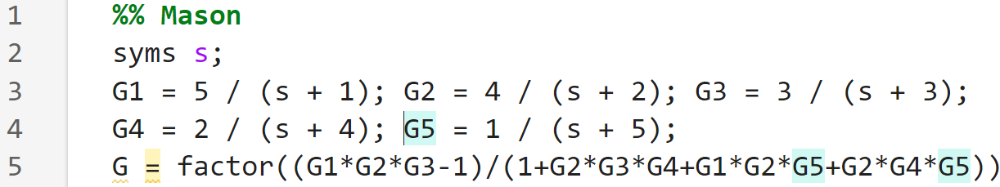 1 %% Mason
2 syms s;
3 G1 = 5 / (s + 1); G2 = 4 / (s + 2); G3 = 3 / (s + 3);
4 G4 = 2 / (s + 4); G5 = 1 / (s + 5);
5 G = factor((G1*G2*G3-1)/(1+G2*G3*G4+G1*G2*G5+G2*G4*G5))